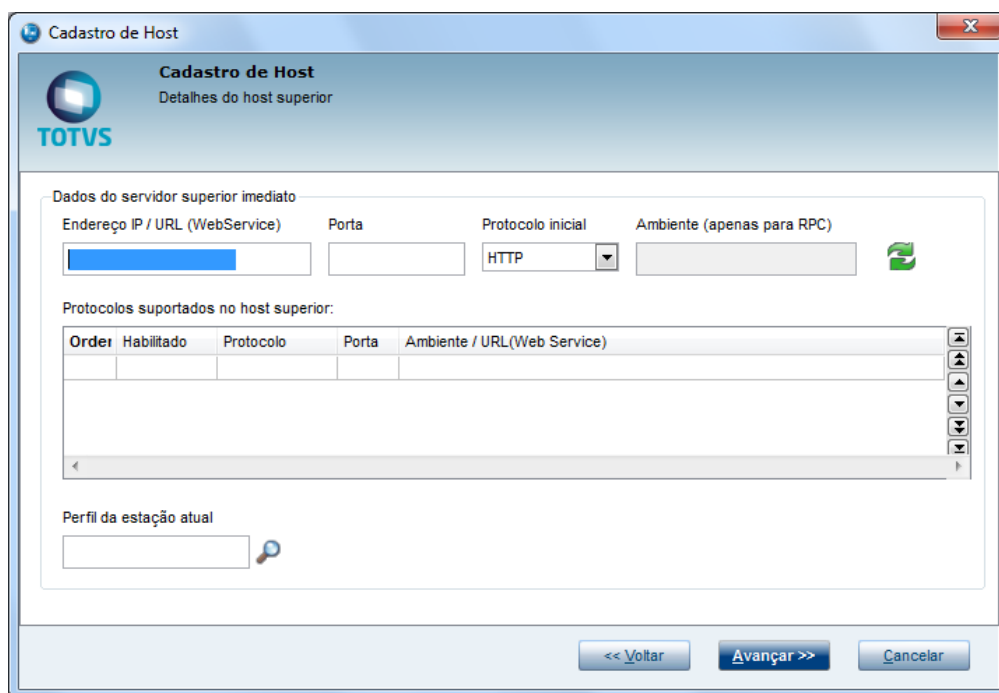 Cadastro de Host
Cadastro de Host
Detalhes do host superior
TOTVS
Dados do servidor superior imediato
Endereço IP / URL (WebService) Porta Protocolo inicial Ambiente (apenas para RPC)
HTTP
Protocolos suportados no host superior:
Order Habilitado Protocolo Porta Ambiente / URL(Web Service)
Perfil da estação atual
<< Voltar Avançar >> Cancelar